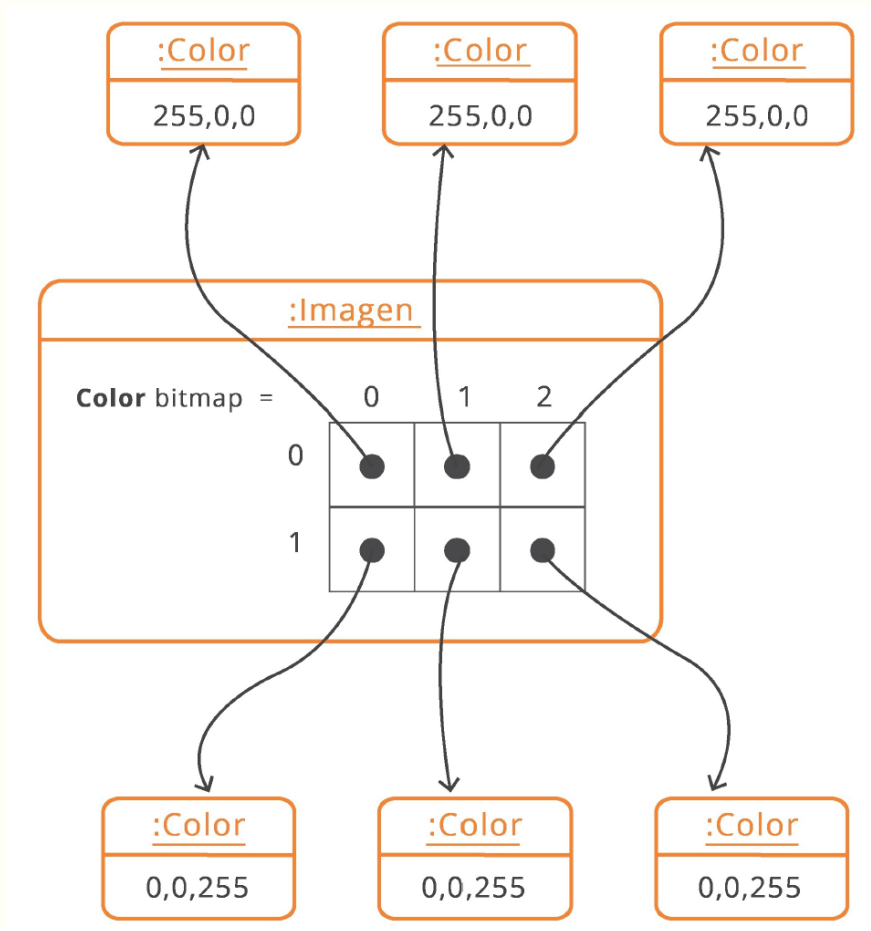 :Color :Color :Color
255,0,0 255,0,0 255,0,0
:Imagen
Color bitmap = 0 1 2
0
1
:Color :Color :Color
0,0,255 0,0,255 0,0,255